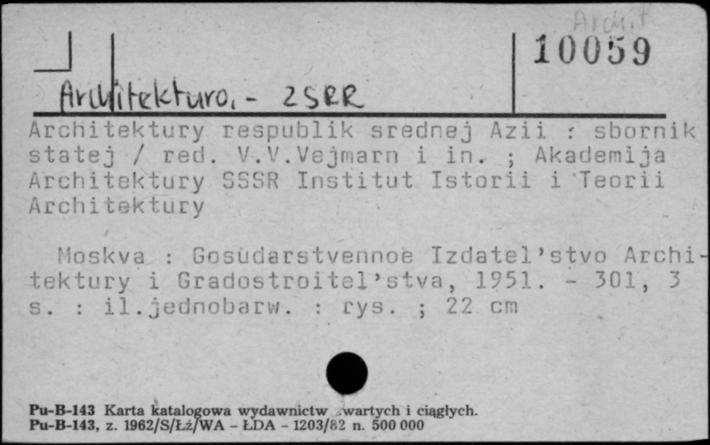 Archit
10059
Architektura. - ZSRR
Architektury respublik srednej Azii : sbornik
statej / red. V.V.Vejmarn i in. ; Akademija
Architektury SSSR Institut Istorii i Teorii
Architektury
Moskva : Gosudarstvennoe Izdatel'stvo Archi-
tektury i Gradostroitel'stva, 1951. - 301, 3
s. : il.jednobarw. : rys. ; 22 cm
Pu-B-143 Karta katalogowa wydawnictw zwartych i ciągłych.
Pu-B-143, z. 1962/S/Łż/WA - ŁDA - 1203/82 n. 500 000